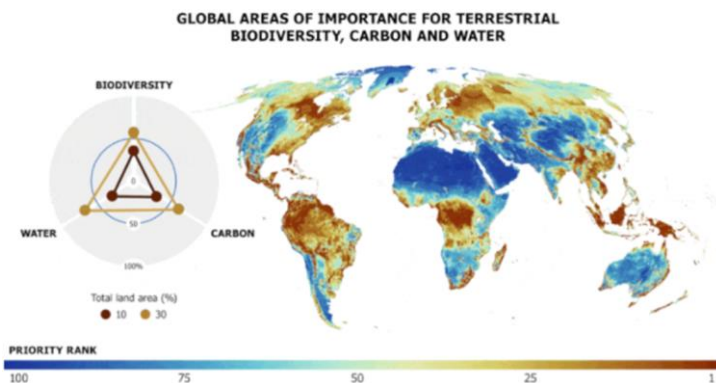 GLOBAL AREAS OF IMPORTANCE FOR TERRESTRIAL
BIODIVERSITY, CARBON AND WATER
BIODIVERSITY
0
WATER
50
CARBON
100%
Total land area (%)
10 30
PRIORITY RANK
100 75 50 25 1